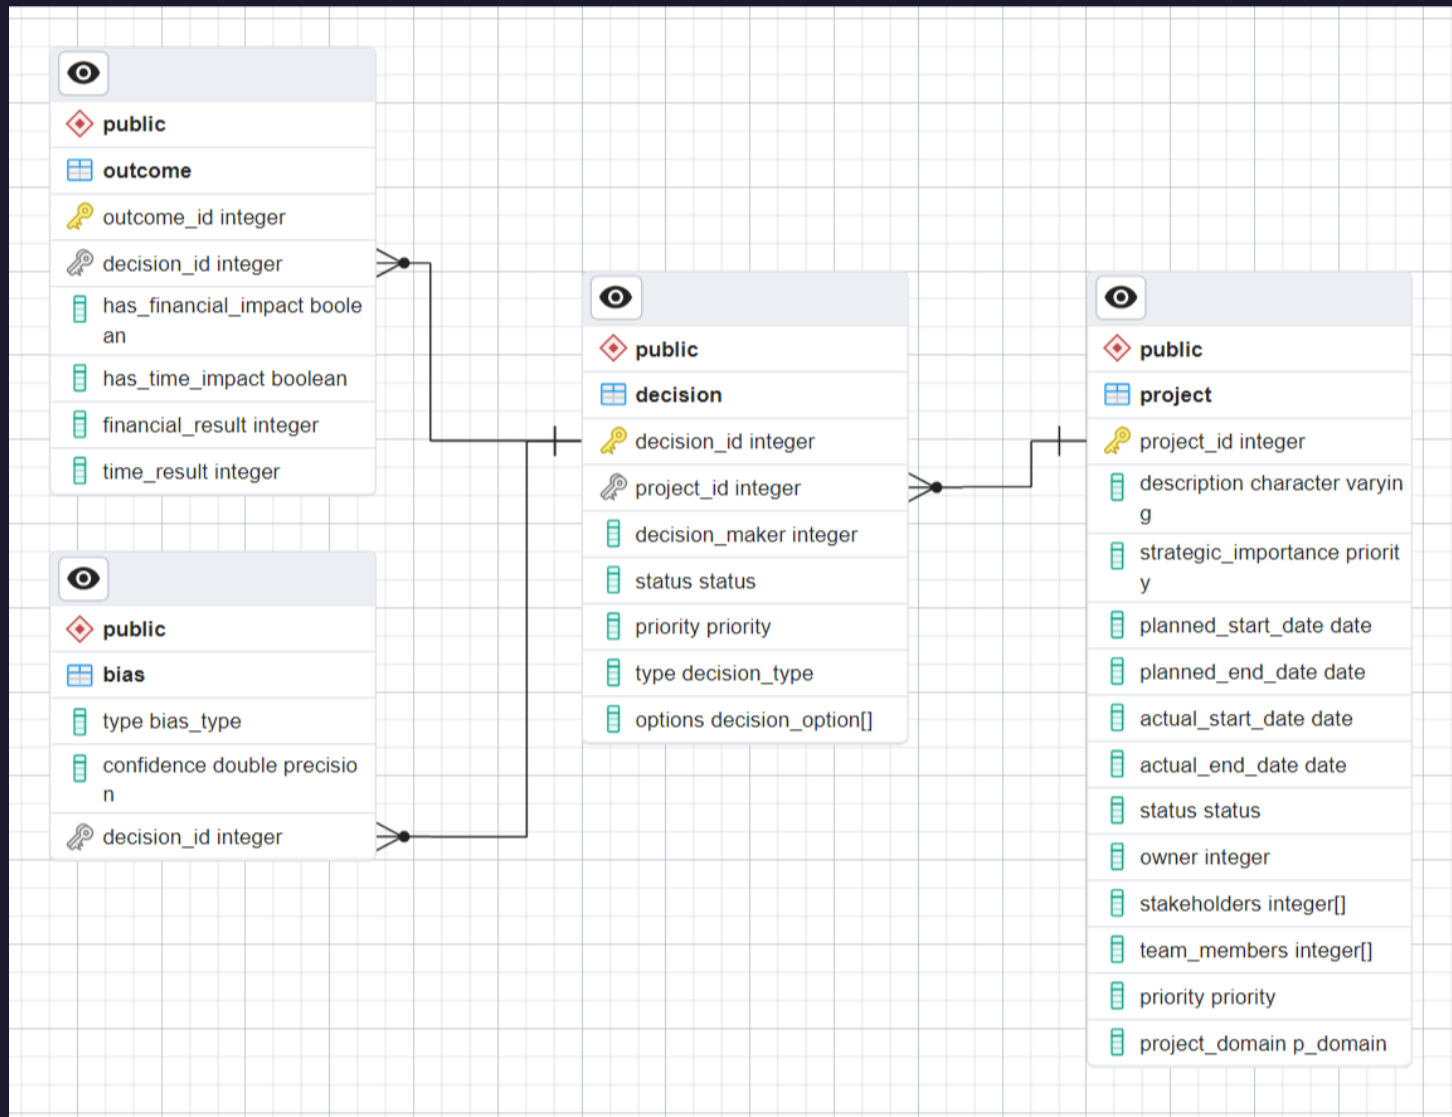 public
outcome
outcome_id integer
decision_id integer
has_financial_impact boole
an
has_time_impact boolean
financial_result integer
time_result integer
public
bias
type bias_type
confidence double precisio
n
decision_id integer
public
decision
decision_id integer
project_id integer
decision_maker integer
status status
priority priority
type decision_type
options decision_option[]
public
project
project_id integer
description character varyin
g
strategic_importance priorit
y
planned_start_date date
planned_end_date date
actual_start_date date
actual_end_date date
status status
owner integer
stakeholders integer[]
team_members integer[]
priority priority
project_domain p_domain